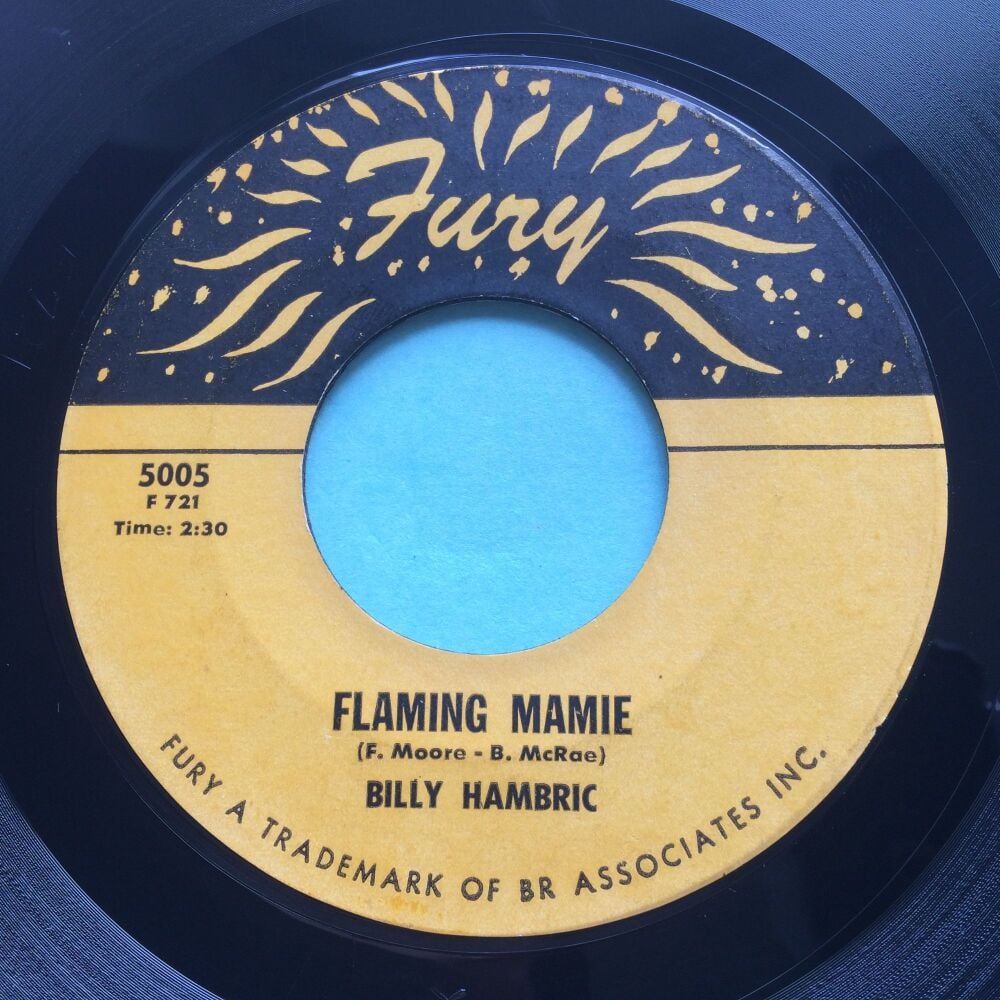 Fury
5005
F 721
Time: 2:30
FLAMING MAMIE
(F. Moore - B. McRae)
BILLY HAMBRIC
FURY A TRADEMARK OF BR ASSOCIATES INC.